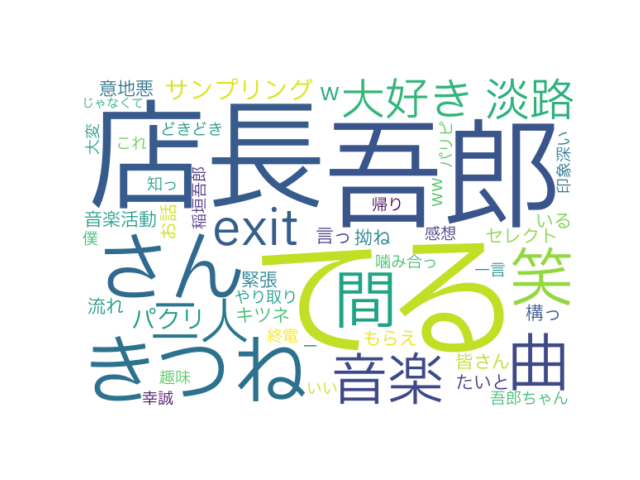 意地悪
サンプリング
w
大好き
淡路
じゃなくて
店長
吾郎
大変
どきどき
これ
ww
パリピ
印象深い
知っ
稲垣吾郎
帰り
音楽活動
お話
exit
言っ
拗ね
感想
セレクト
いる
僕
さん
てる
間
笑
噛み合っ
一言
緊張
やり取り
流れ
パクリ
二人
キツネ
構っ
終電
一
もらえ
皆さん
曲
きつね
音楽
趣味
いい
たいと
幸誠
吾郎ちゃん